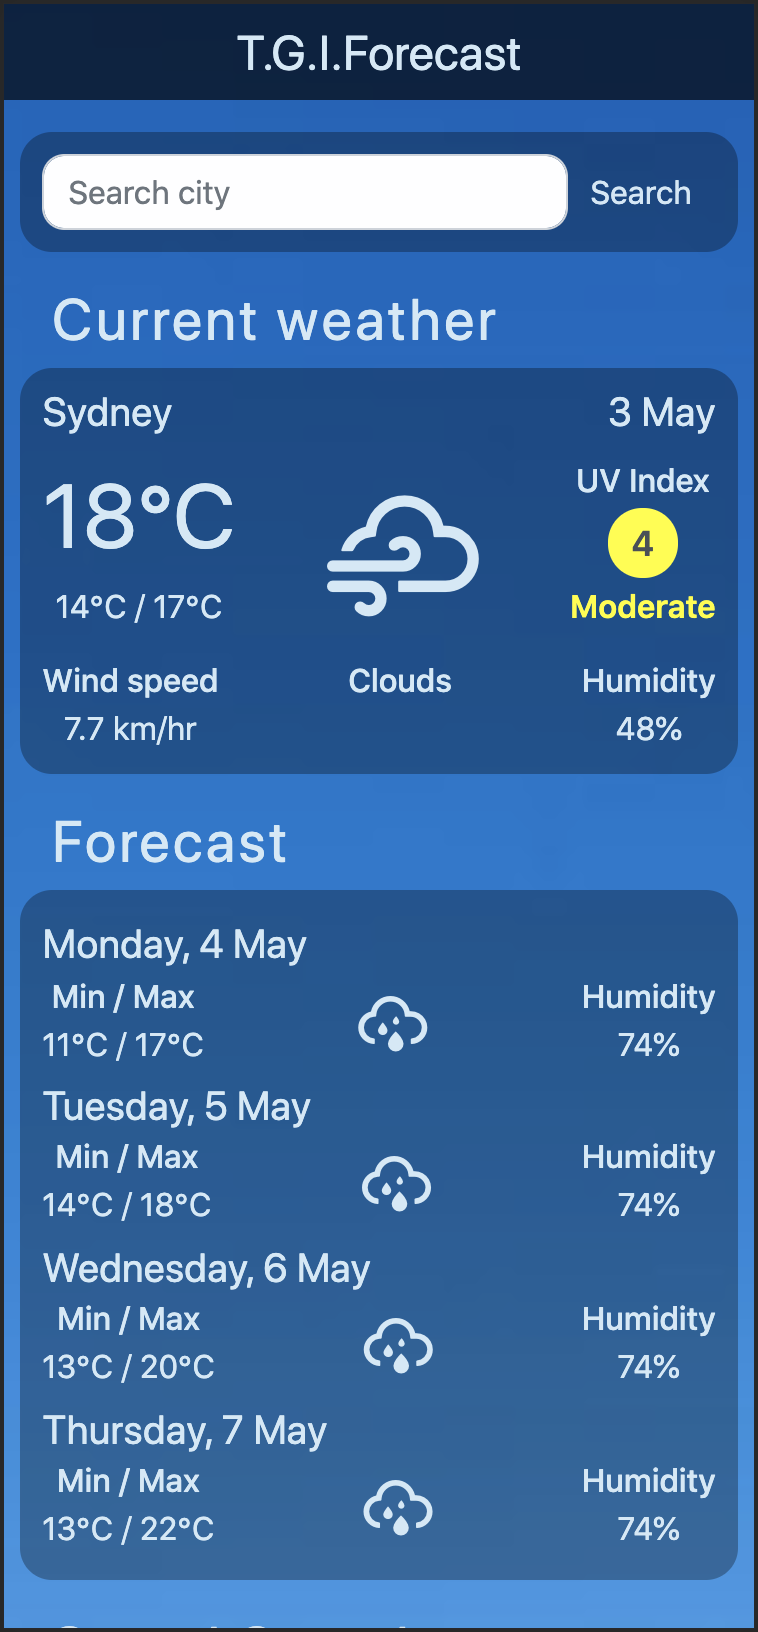 T.G.I.Forecast
Search city
Search
Current weather
Sydney
3 May
18°C
UV Index
4
14°C / 17°C
Moderate
Wind speed
Clouds
Humidity
7.7 km/hr
48%
Forecast
Monday, 4 May
Min / Max
Humidity
11°C / 17°C
74%
Tuesday, 5 May
Min / Max
Humidity
14°C / 18°C
74%
Wednesday, 6 May
Min / Max
Humidity
13°C / 20°C
74%
Thursday, 7 May
Min / Max
Humidity
13°C / 22°C
74%